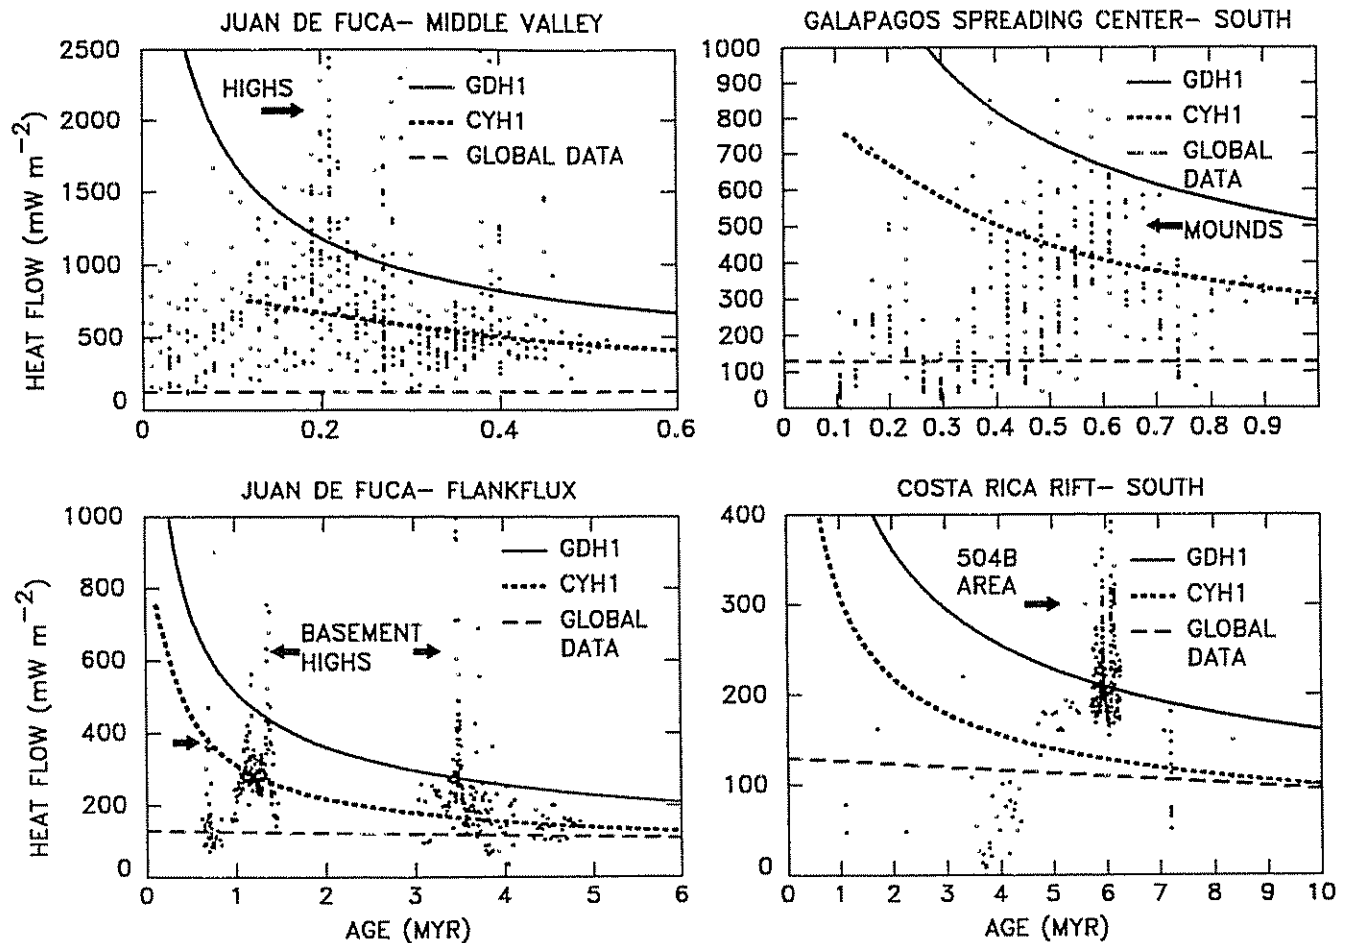 JUAN DE FUCA— MIDDLE VALLEY
2500
2000
1500
1000
500
0
HEAT FLOW (mW m⁻²)
HIGHS
GDH1
CYH1
GLOBAL DATA
0 0.2 0.4 0.6
GALAPAGOS SPREADING CENTER— SOUTH
1000
900
800
700
600
500
400
300
200
100
0
GDH1
CYH1
GLOBAL
DATA
MOUNDS
0 0.1 0.2 0.3 0.4 0.5 0.6 0.7 0.8 0.9
JUAN DE FUCA— FLANKFLUX
1000
800
600
400
200
0
HEAT FLOW (mW m⁻²)
GDH1
CYH1
GLOBAL
DATA
BASEMENT
HIGHS
0 1 2 3 4 5 6
AGE (MYR)
COSTA RICA RIFT— SOUTH
400
300
200
100
0
504B
AREA
GDH1
CYH1
GLOBAL
DATA
0 1 2 3 4 5 6 7 8 10
AGE (MYR)